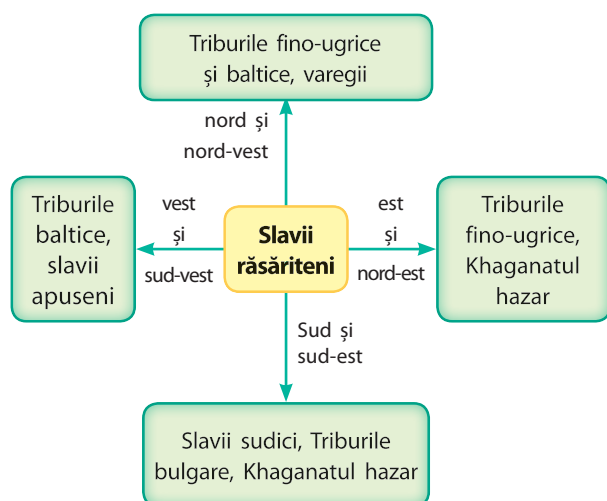 Triburile fino-ugrice
și baltice, varegii
nord și
nord-vest
Triburile
baltice,
slavii
apuseni
vest
și
sud-vest
Slavii
răsăriteni
est
și
nord-est
Triburile
fino-ugrice,
Khaganatul
hazar
Sud și
sud-est
Slavii sudici, Triburile
bulgare, Khaganatul hazar